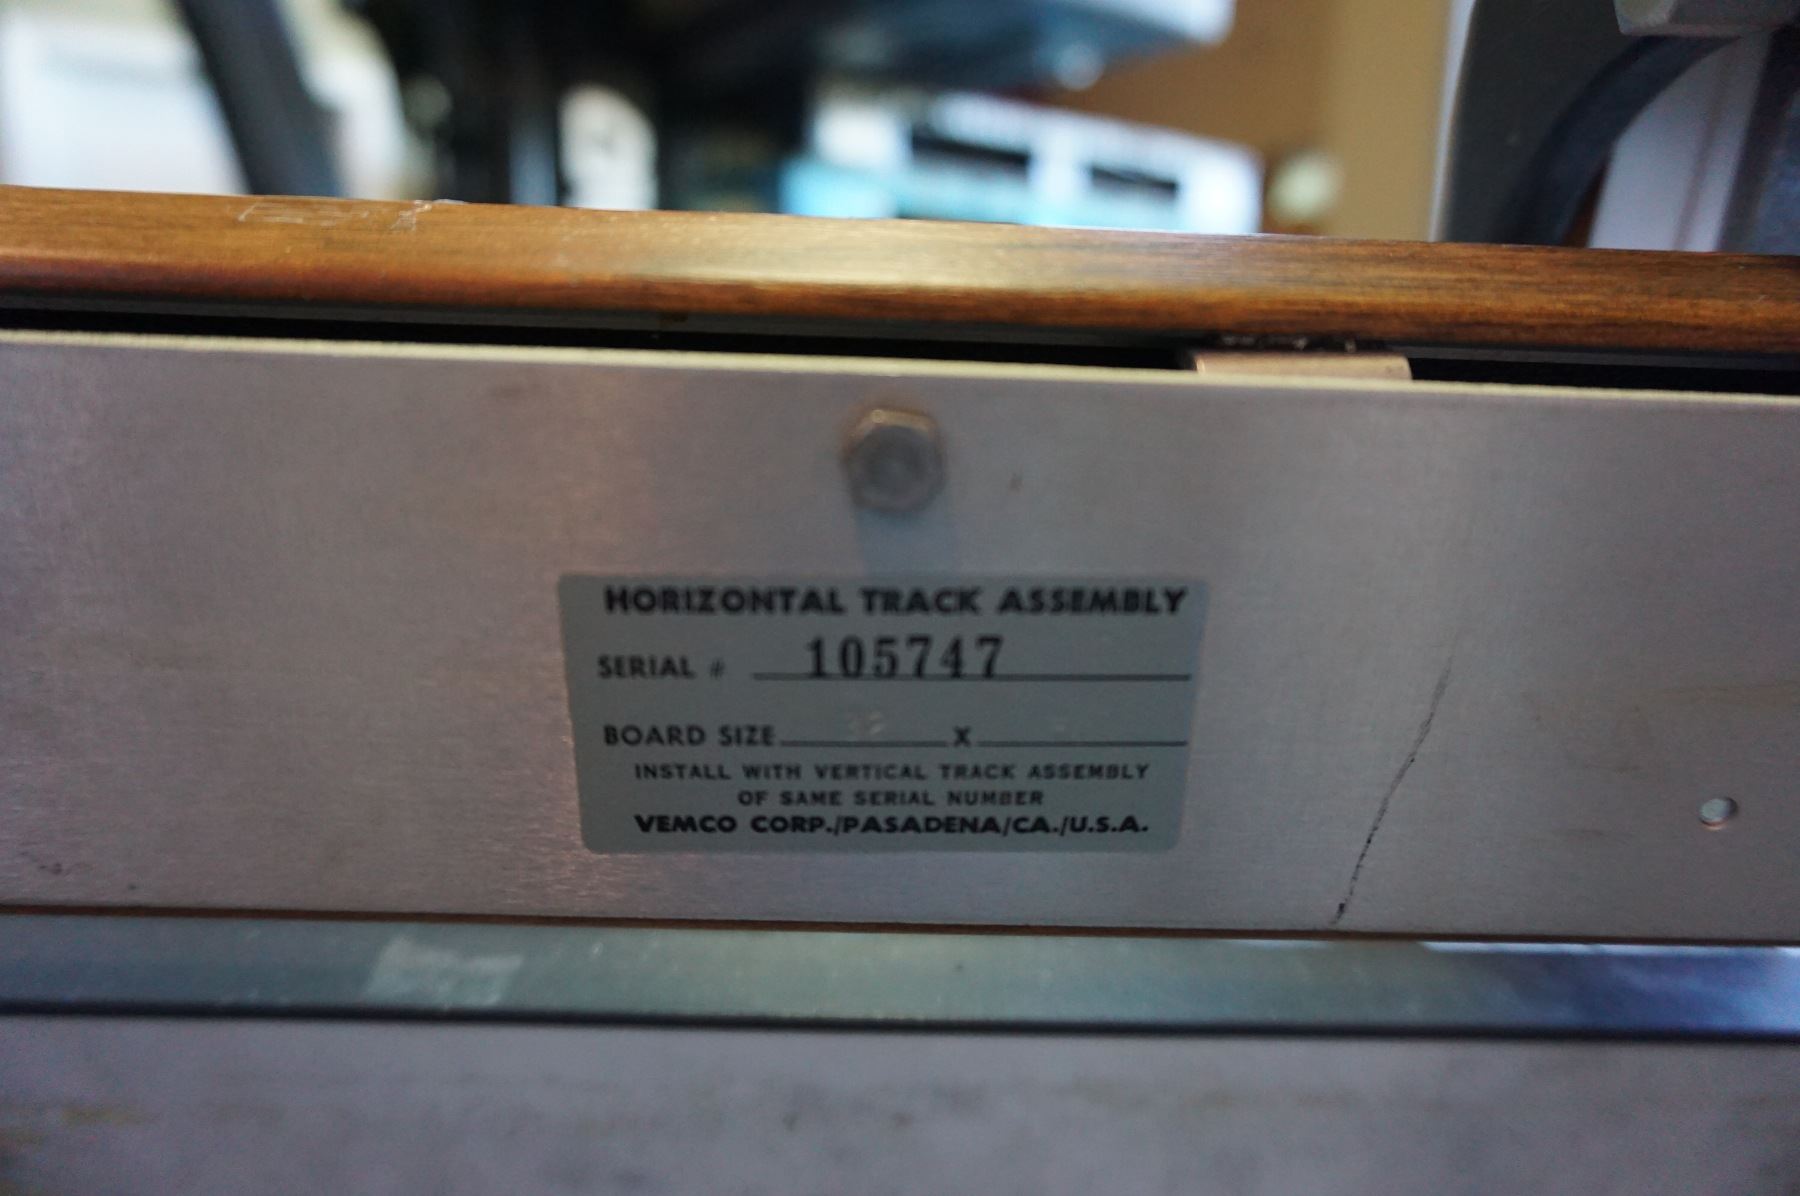 HORIZONTAL TRACK ASSEMBLY
SERIAL # 105747
BOARD SIZE x
INSTALL WITH VERTICAL TRACK ASSEMBLY
OF SAME SERIAL NUMBER
VEMCO CORP./PASADENA/CA./U.S.A.